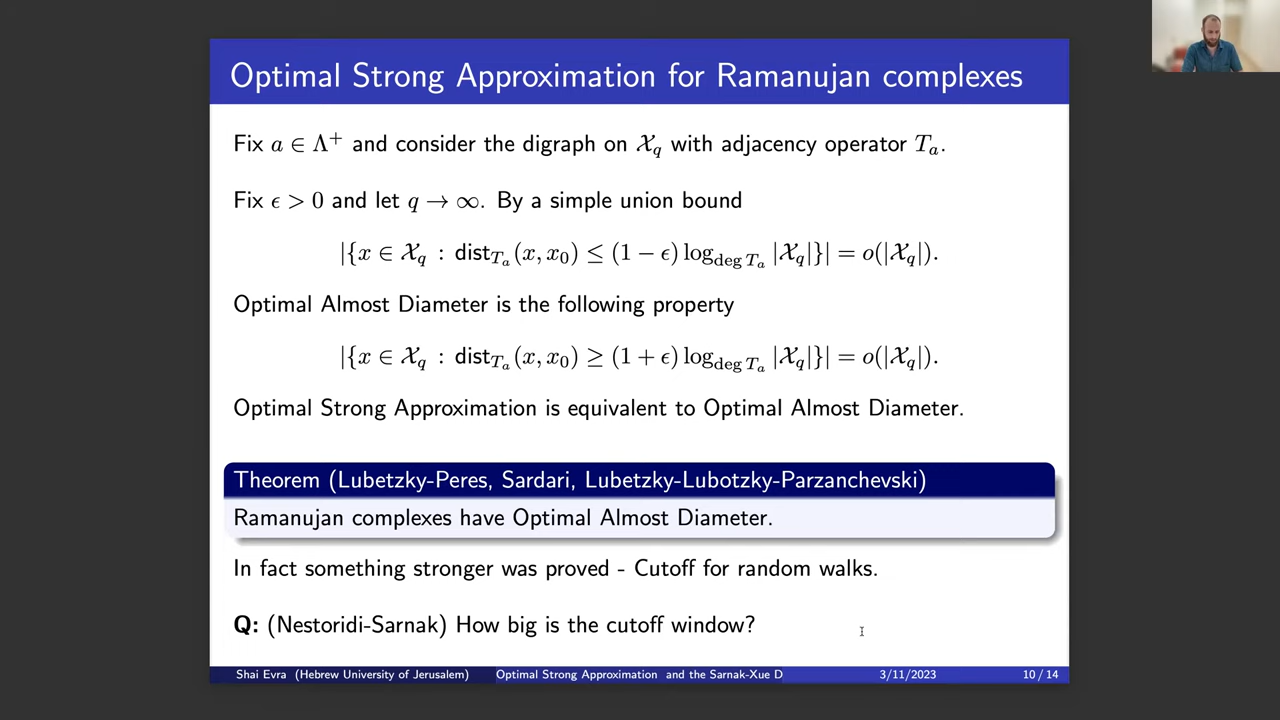 Optimal Strong Approximation for Ramanujan complexes
Fix a ∈ Λ⁺ and consider the digraph on 𝒳_q with adjacency operator T_a.
Fix ϵ > 0 and let q → ∞. By a simple union bound
|{x ∈ 𝒳_q : dist_{T_a}(x, x_0) ≤ (1 − ϵ) log_{deg T_a} |𝒳_q|}| = o(|𝒳_q|).
Optimal Almost Diameter is the following property
|{x ∈ 𝒳_q : dist_{T_a}(x, x_0) ≥ (1 + ϵ) log_{deg T_a} |𝒳_q|}| = o(|𝒳_q|).
Optimal Strong Approximation is equivalent to Optimal Almost Diameter.
Theorem (Lubetzky-Peres, Sardari, Lubetzky-Lubotzky-Parzanchevski)
Ramanujan complexes have Optimal Almost Diameter.
In fact something stronger was proved - Cutoff for random walks.
Q: (Nestoridi-Sarnak) How big is the cutoff window?
Shai Evra (Hebrew University of Jerusalem) Optimal Strong Approximation and the Sarnak-Xue D 3/11/2023 10 / 14